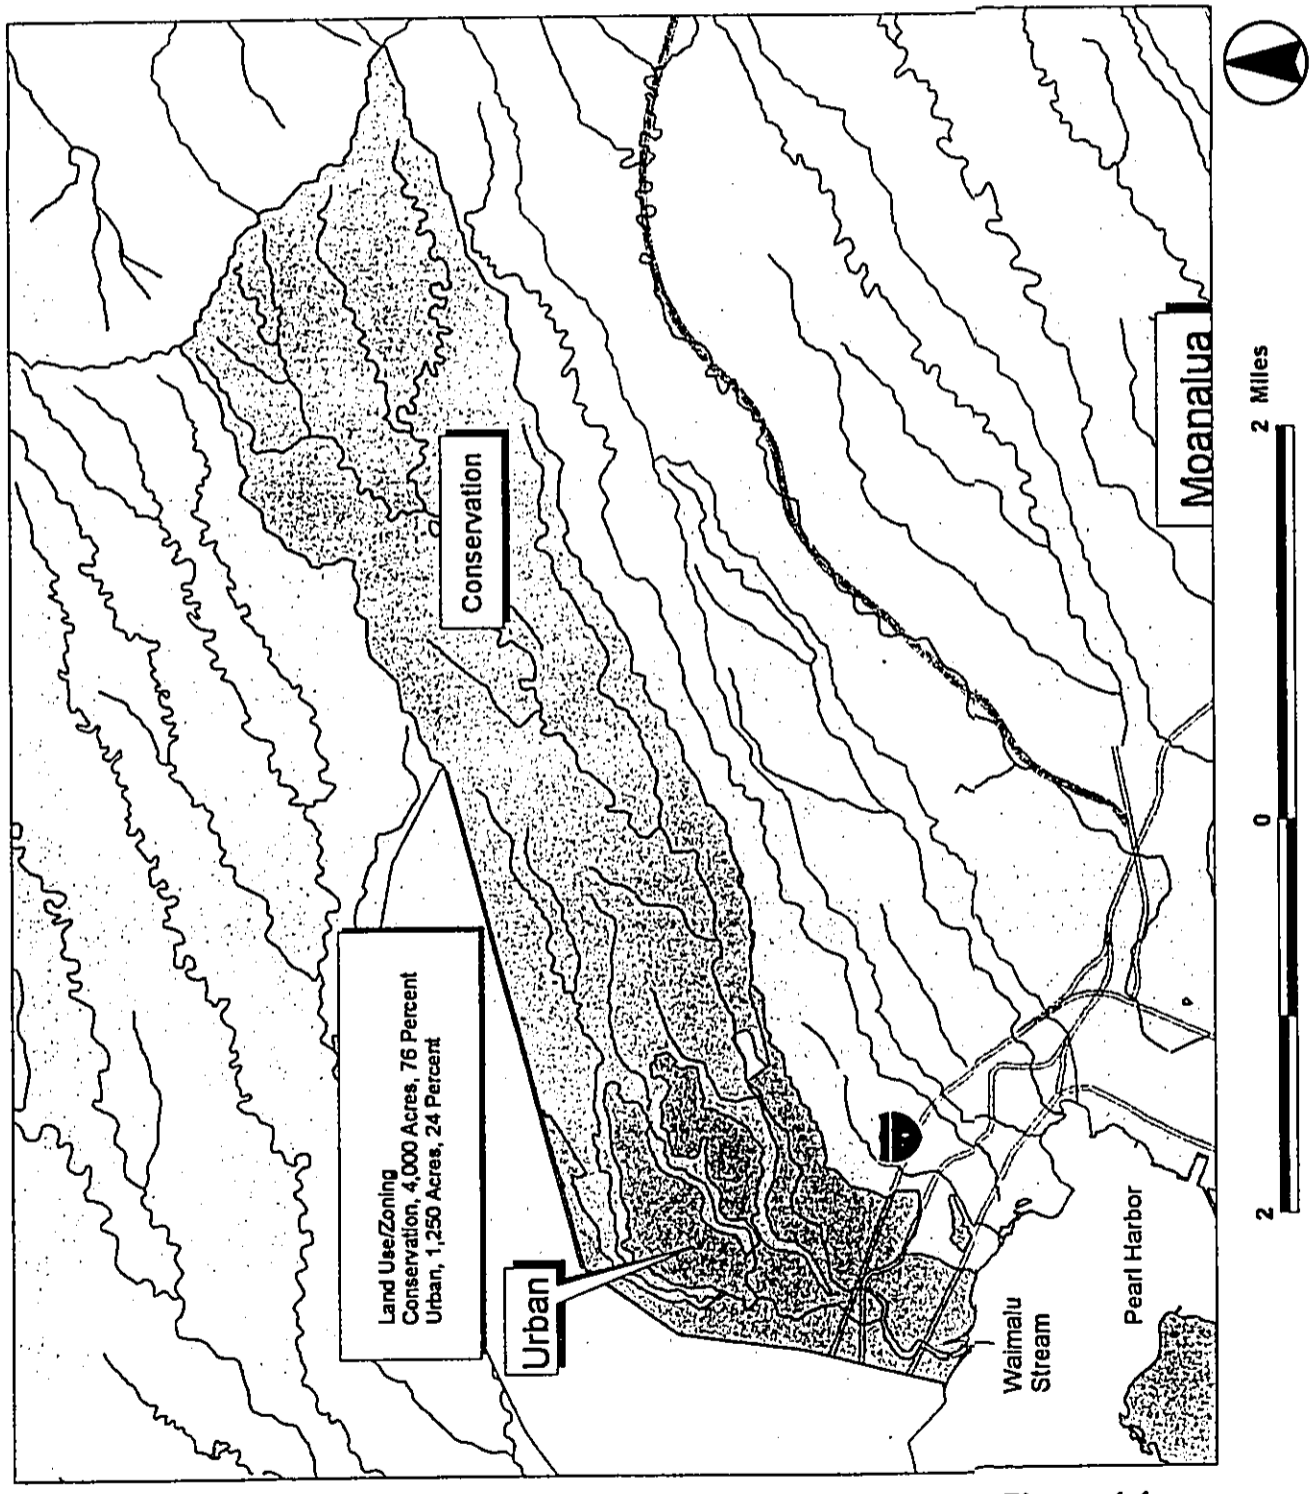 Land Use/Zoning
Conservation, 4,000 Acres, 76 Percent
Urban, 1,250 Acres, 24 Percent
Conservation
Urban
Moanalua
Waimalu
Stream
Pearl Harbor
2
0
2 Miles